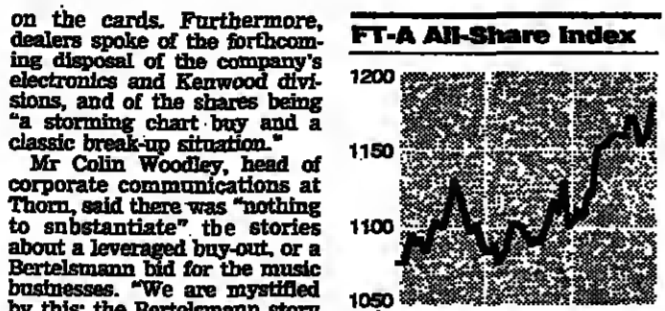 on the cards. Furthermore,
dealers spoke of the forthcom-
ing disposal of the company's
electronics and Kenwood divi-
sions, and of the shares being
"a storming chart buy and a
classic break-up situation."
Mr Colin Woodley, head of
corporate communications at
Thorn, said there was "nothing
to snbstantiate" the stories
about a leveraged buy-out, or a
Bertelsmann bid for the music
businesses. "We are mystified
by this; the Bertelsmann story
FT-A All-Share Index
1200
1150
1100
1050